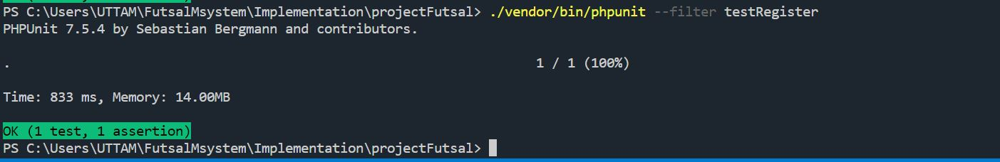 PS C:\Users\UTTAM\FutsalMsystem\Implementation\projectFutsal> ./vendor/bin/phpunit --filter testRegister
PHPUnit 7.5.4 by Sebastian Bergmann and contributors.
. 1 / 1 (100%)
Time: 833 ms, Memory: 14.00MB
OK (1 test, 1 assertion)
PS C:\Users\UTTAM\FutsalMsystem\Implementation\projectFutsal>